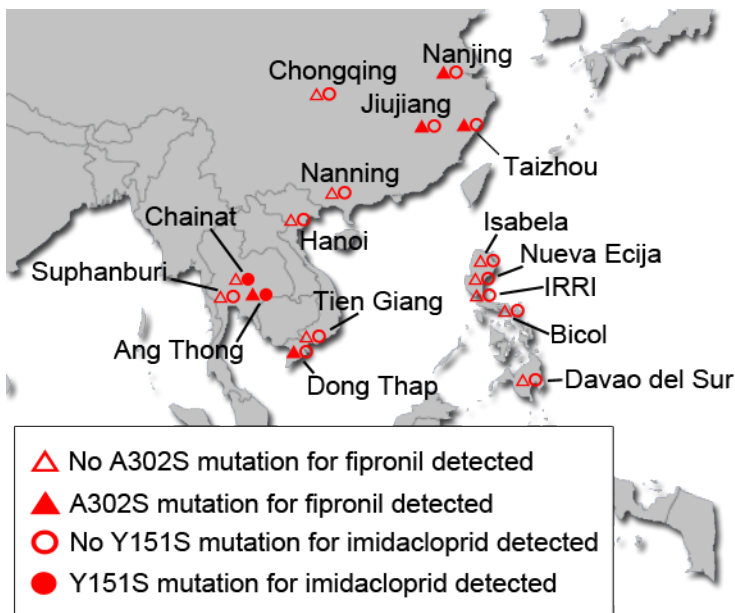 Nanjing
Chongqing
Jiujiang
Taizhou
Nanning
Chainat
Hanoi
Isabela
Suphanburi
Nueva Ecija
IRRI
Tien Giang
Ang Thong
Bicol
Dong Thap
Davao del Sur
No A302S mutation for fipronil detected
A302S mutation for fipronil detected
No Y151S mutation for imidacloprid detected
Y151S mutation for imidacloprid detected